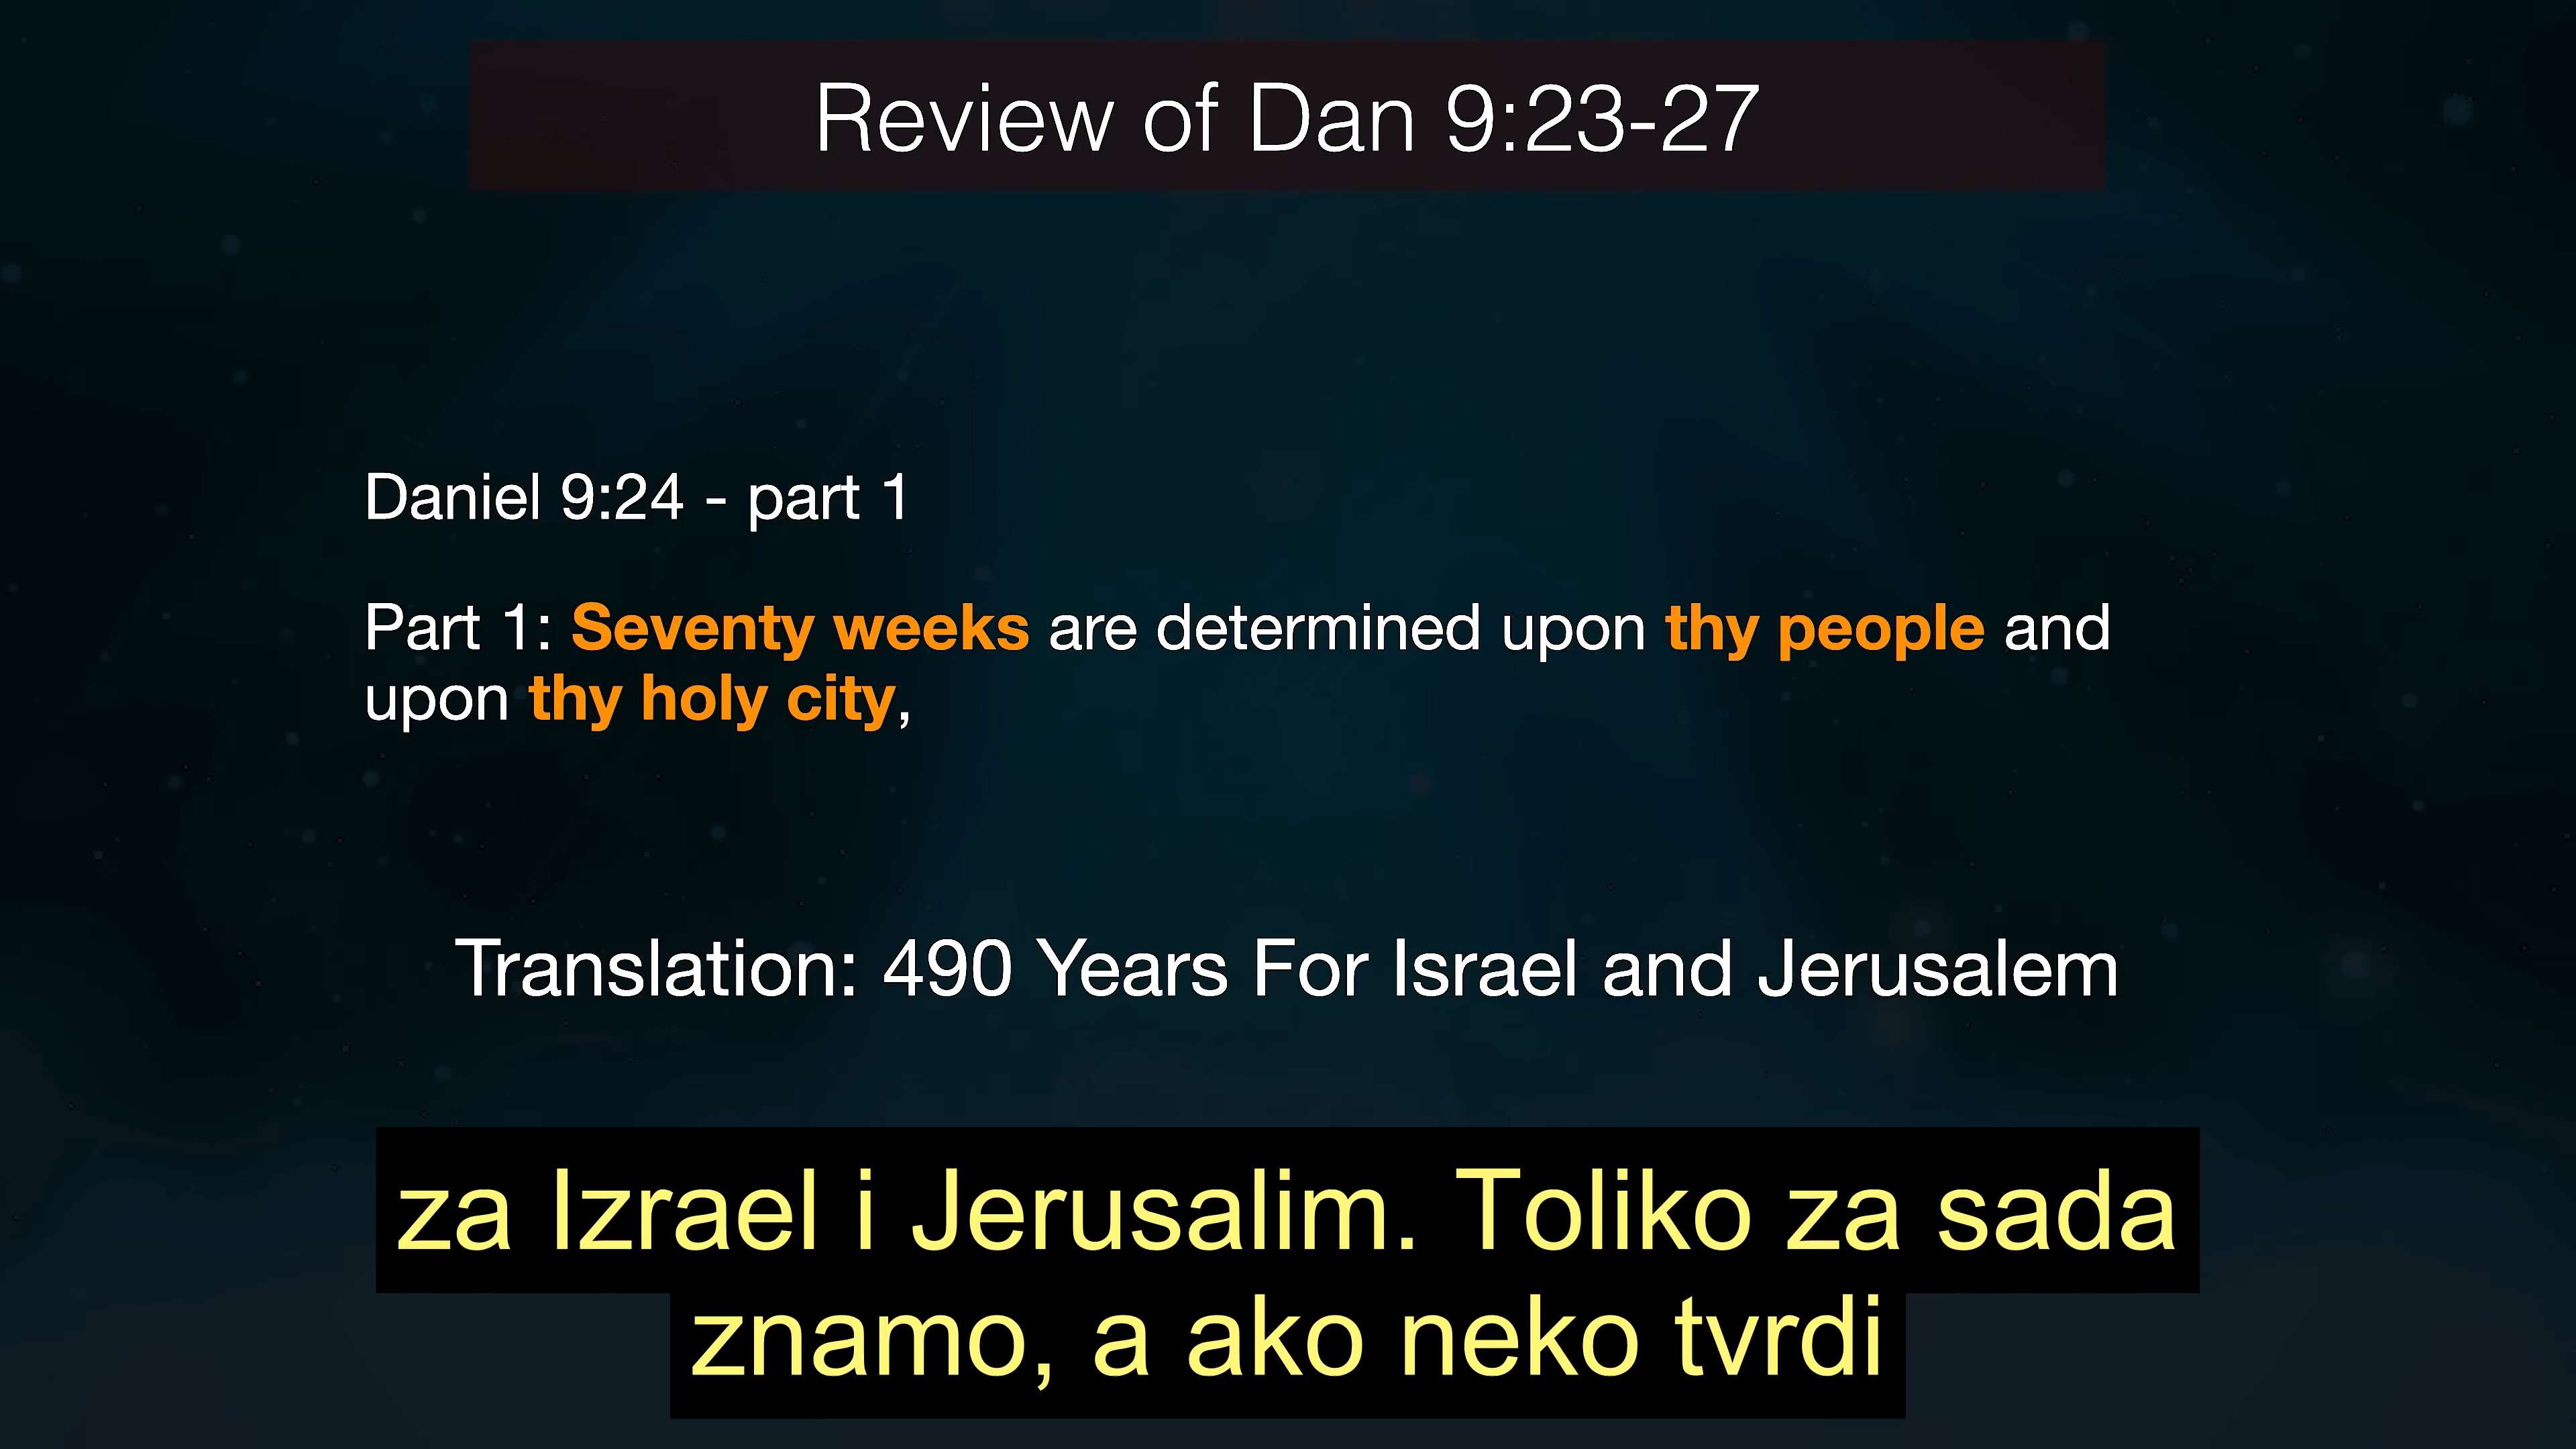 Review of Dan 9:23-27
Daniel 9:24 - part 1
Part 1: Seventy weeks are determined upon thy people and
upon thy holy city,
Translation: 490 Years For Israel and Jerusalem
za Izrael i Jerusalim. Toliko za sada
znamo, a ako neko tvrdi